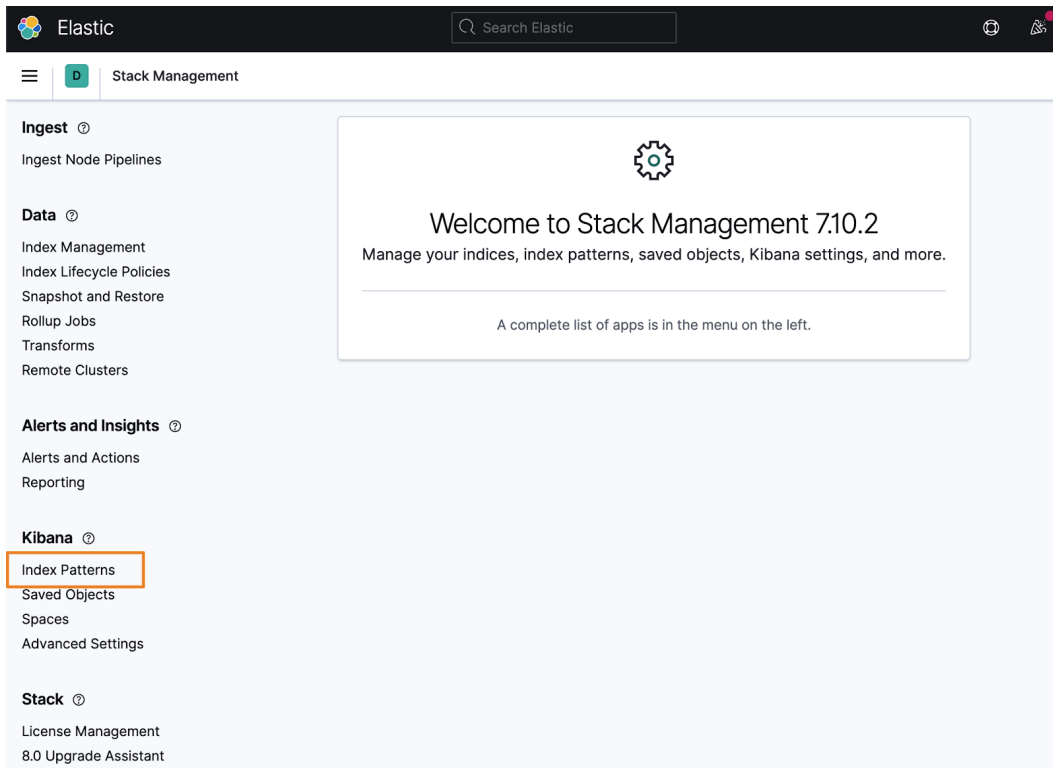 Elastic
Search Elastic
D
Stack Management
Ingest
Ingest Node Pipelines
Data
Index Management
Index Lifecycle Policies
Snapshot and Restore
Rollup Jobs
Transforms
Remote Clusters
Alerts and Insights
Alerts and Actions
Reporting
Kibana
Index Patterns
Saved Objects
Spaces
Advanced Settings
Stack
License Management
8.0 Upgrade Assistant
Welcome to Stack Management 7.10.2
Manage your indices, index patterns, saved objects, Kibana settings, and more.
A complete list of apps is in the menu on the left.